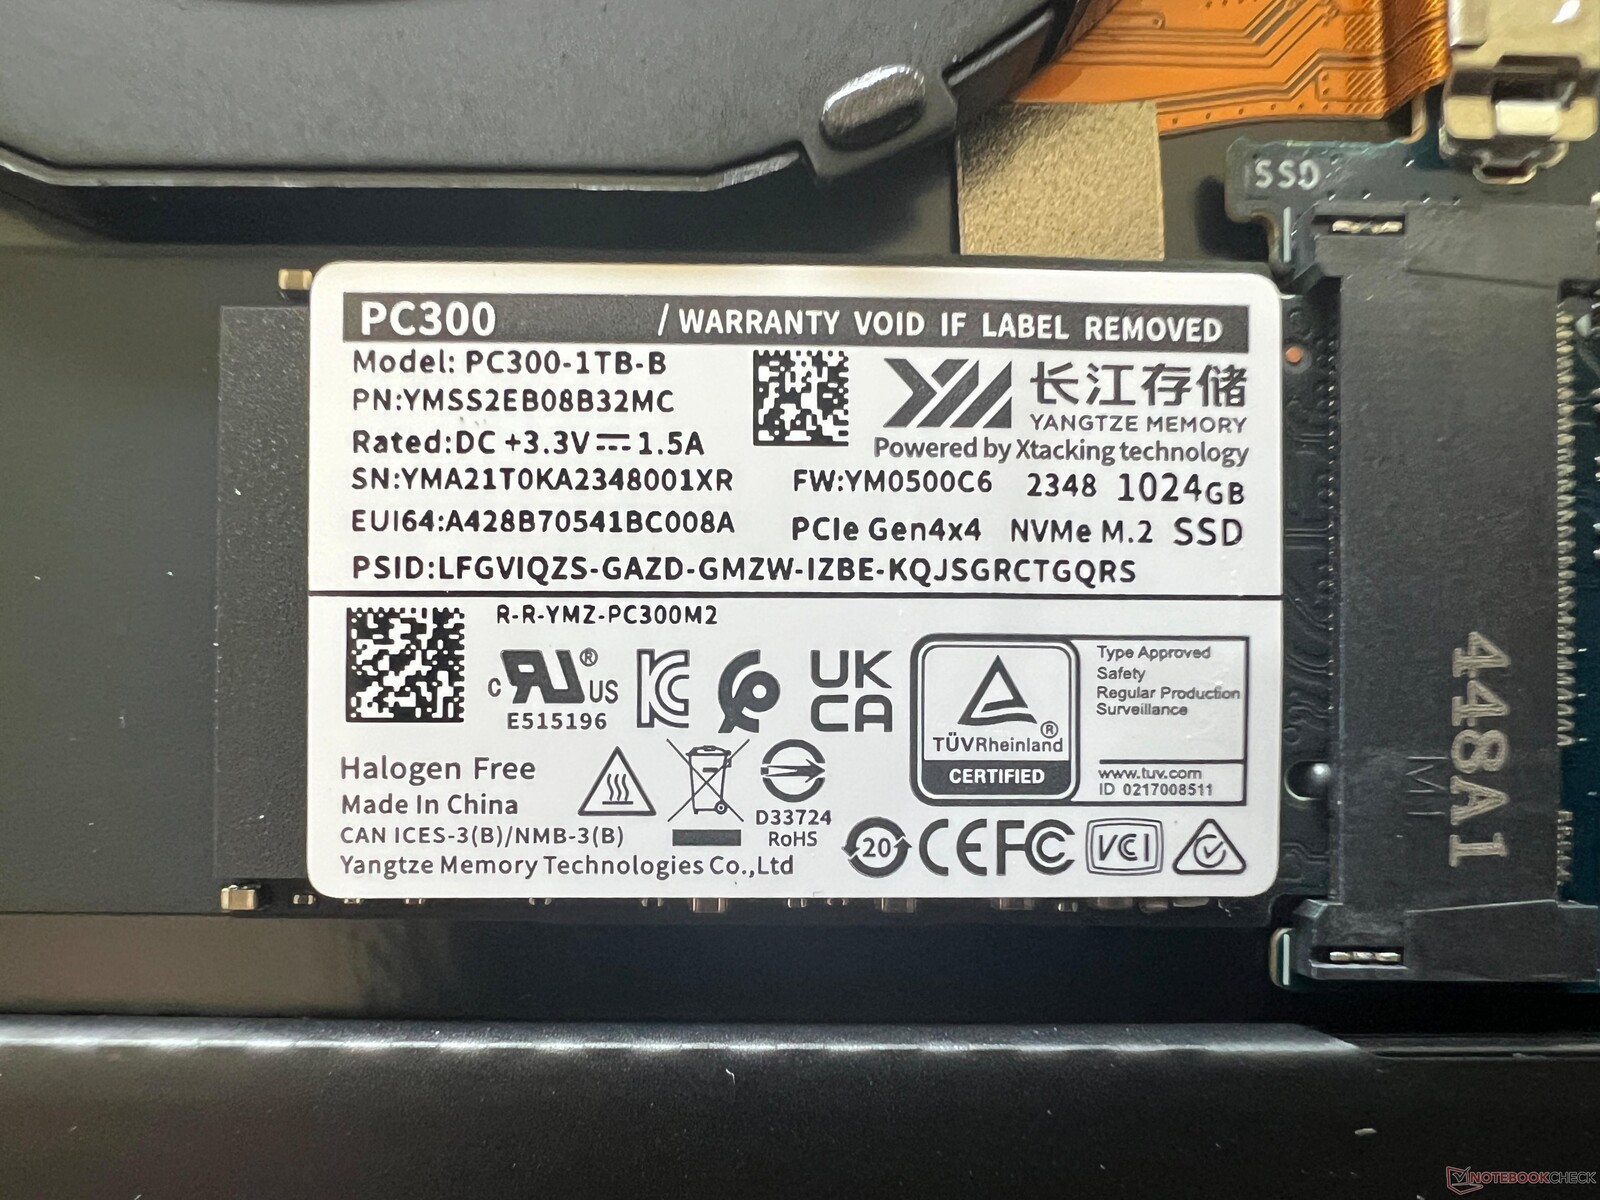 SSD
PC300 / WARRANTY VOID IF LABEL REMOVED
Model: PC300-1TB-B
PN:YMSS2EB08B32MC
Rated:DC +3.3V⎓1.5A
长江存储
YANGTZE MEMORY
Powered by Xtacking technology
SN:YMA21T0KA2348001XR FW:YM0500C6 2348 1024GB
EUI64:A428B70541BC008A PCIe Gen4x4 NVMe M.2 SSD
PSID:LFGVIQZS-GAZD-GMZW-IZBE-KQJSGRCTGQRS
R-R-YMZ-PC300M2
c RU® US
E515196
UK
CA
TÜVRheinland®
CERTIFIED
Type Approved
Safety
Regular Production
Surveillance
www.tuv.com
ID 0217008511
Halogen Free
Made In China
CAN ICES-3(B)/NMB-3(B)
Yangtze Memory Technologies Co.,Ltd
D33724
RoHS
20 CE FC VCI
448A1
MT
NOTEBOOKCHECK